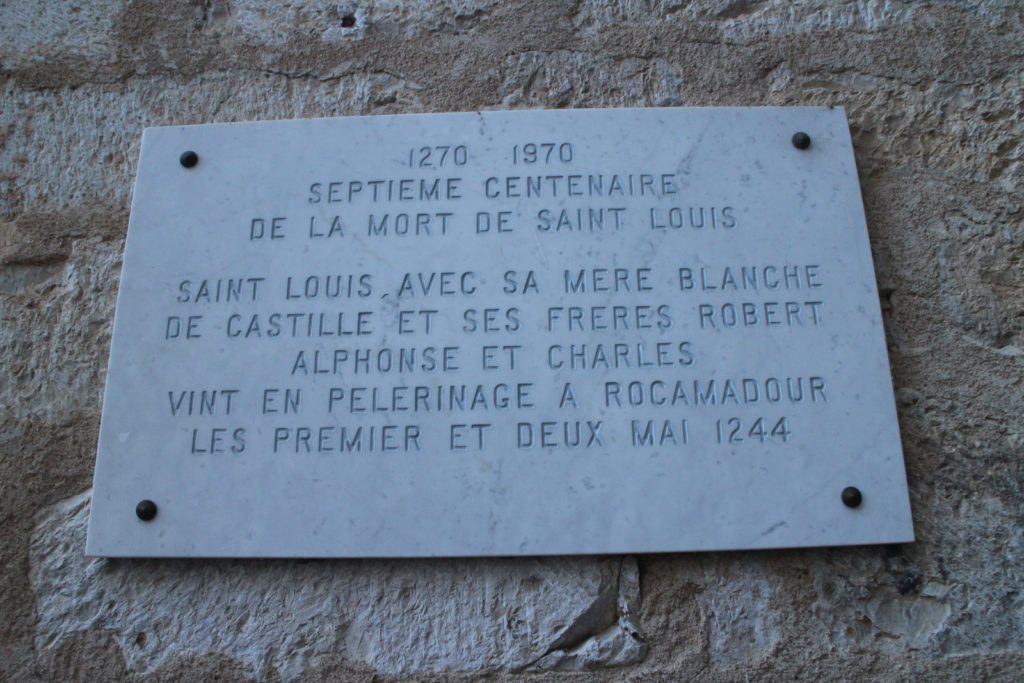 1270 1970
SEPTIEME CENTENAIRE
DE LA MORT DE SAINT LOUIS
SAINT LOUIS, AVEC SA MERE BLANCHE
DE CASTILLE ET SES FRERES ROBERT
ALPHONSE ET CHARLES
VINT EN PELERINAGE A ROCAMADOUR
LES PREMIER ET DEUX MAI 1244